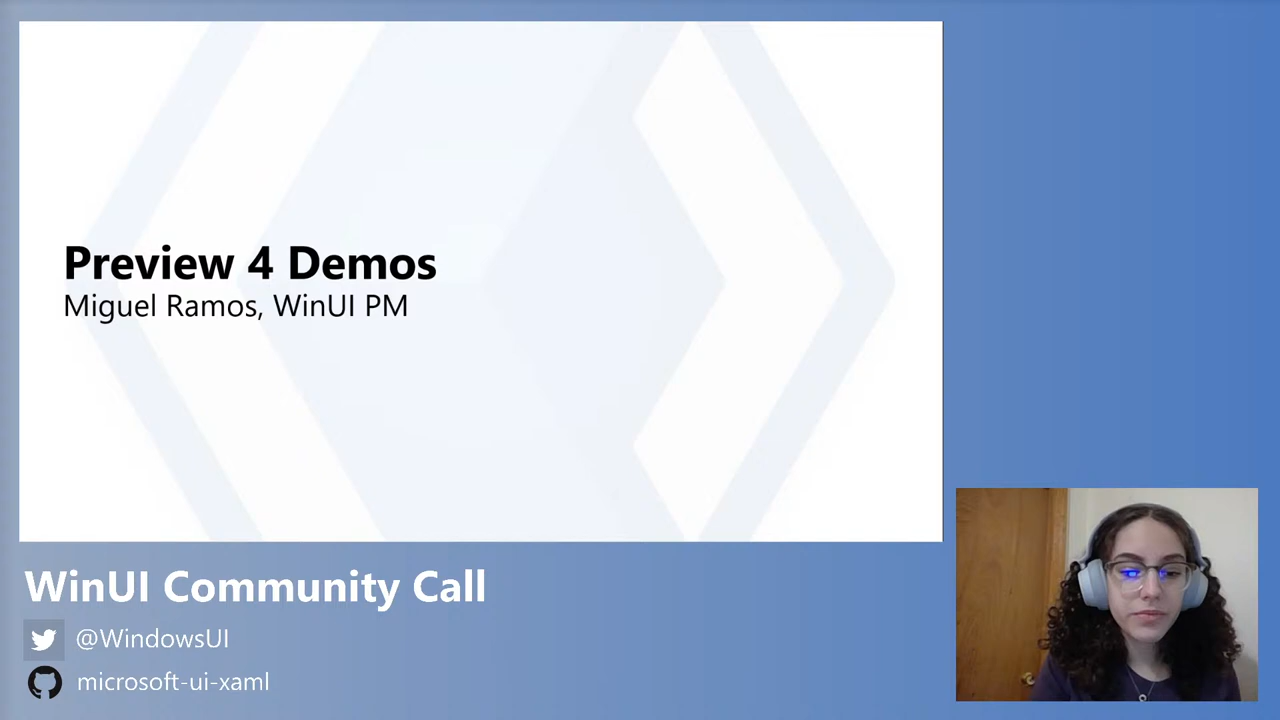 Preview 4 Demos
Miguel Ramos, WinUI PM
WinUI Community Call
@WindowsUI
microsoft-ui-xaml